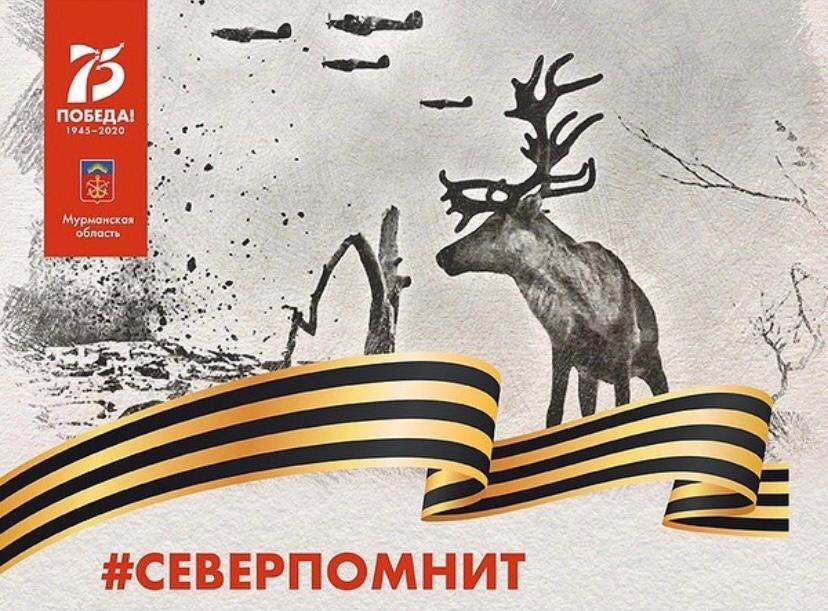 75
ПОБЕДА!
1945–2020
Мурманская
область
#СЕВЕРПОМНИТ